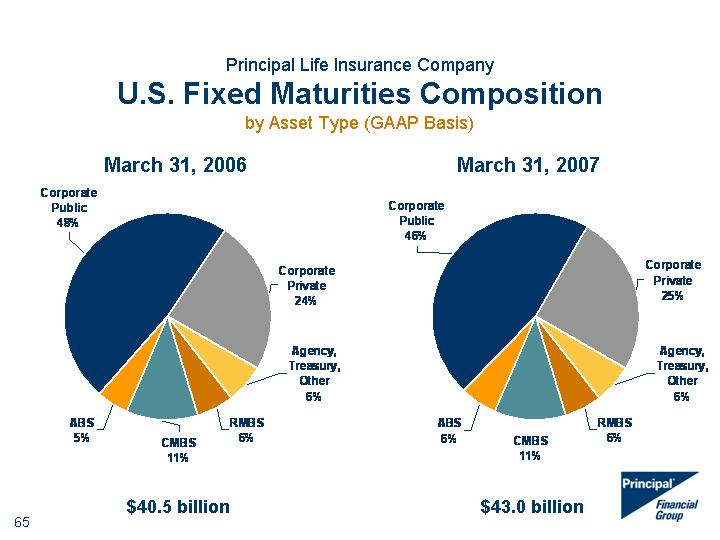 Principal Life Insurance Company
U.S. Fixed Maturities Composition
by Asset Type (GAAP Basis)
March 31, 2006
Corporate
Public
48%
Corporate
Private
24%
Agency,
Treasury,
Other
6%
RMBS
6%
CMBS
11%
ABS
5%
$40.5 billion
March 31, 2007
Corporate
Public
46%
Corporate
Private
25%
Agency,
Treasury,
Other
6%
RMBS
6%
CMBS
11%
ABS
6%
$43.0 billion
Principal
Financial
Group
65